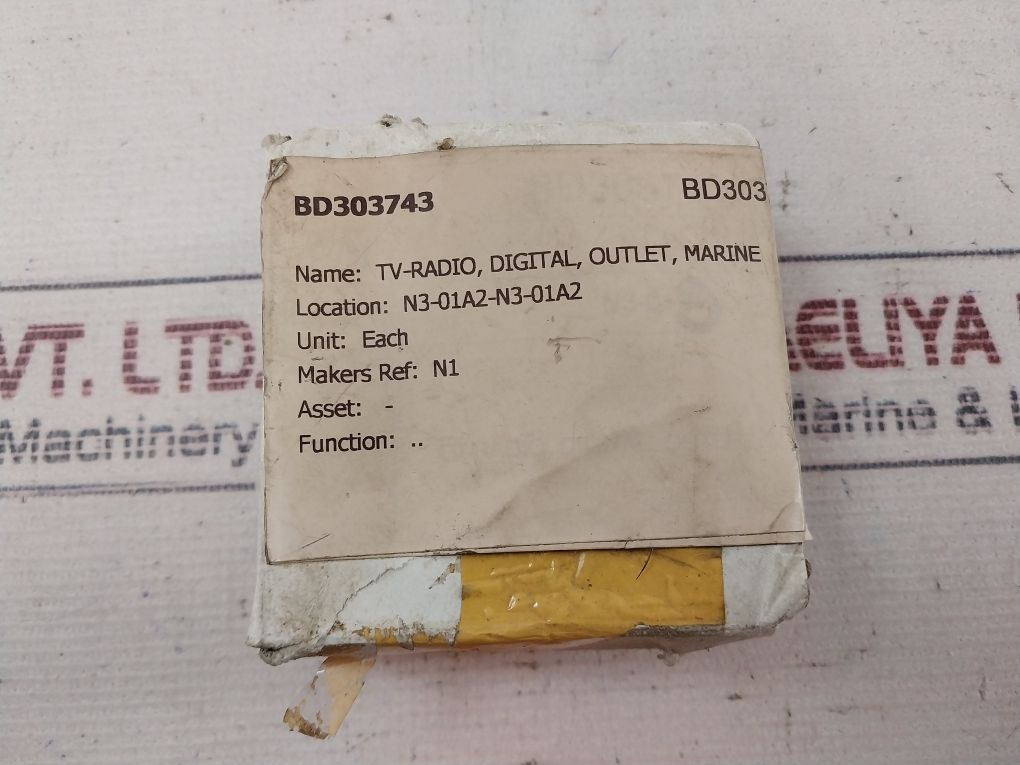 BD303743 BD303
Name: TV-RADIO, DIGITAL, OUTLET, MARINE
Location: N3-01A2-N3-01A2
Unit: Each
Makers Ref: N1
Asset: -
Function: ..
VT. LTD. AELIYA
Machinery Marine &